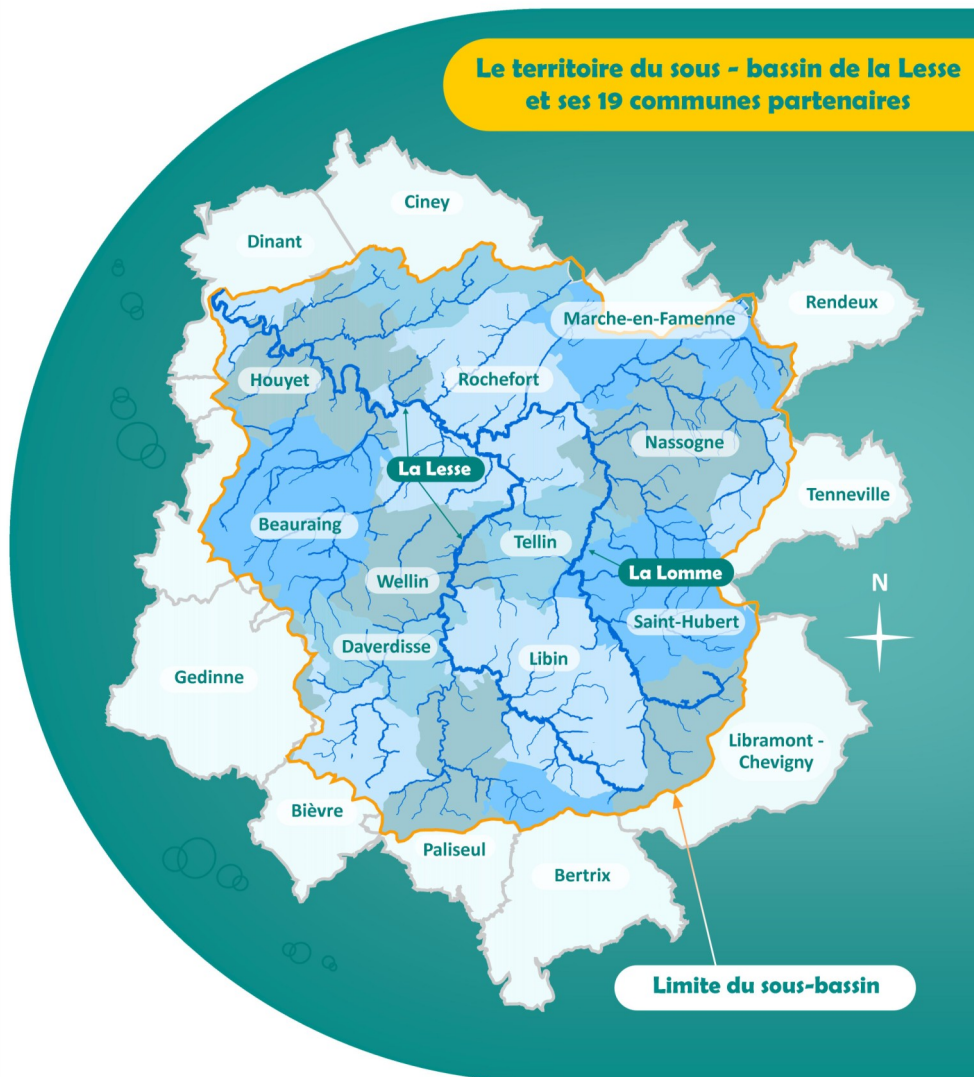 Le territoire du sous - bassin de la Lesse
et ses 19 communes partenaires
Ciney
Dinant
Rendeux
Marche-en-Famenne
Houyet
Rochefort
Nassogne
La Lesse
Tenneville
Beauraing
Tellin
La Lomme
Wellin
N
Saint-Hubert
Daverdisse
Libin
Gedinne
Libramont -
Chevigny
Bièvre
Paliseul
Bertrix
Limite du sous-bassin